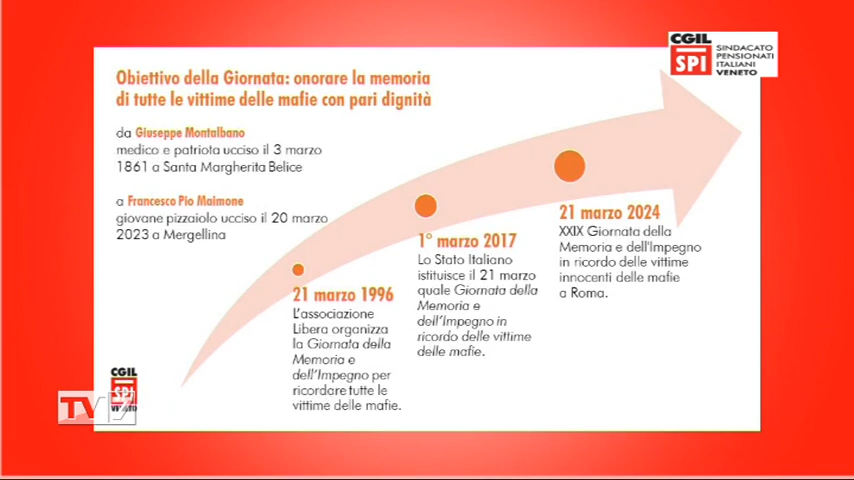 CGIL
SPI
SINDACATO
PENSIONATI
ITALIANI
VENETO
Obiettivo della Giornata: onorare la memoria
di tutte le vittime delle mafie con pari dignità
da Giuseppe Montalbano
medico e patriota ucciso il 3 marzo
1861 a Santa Margherita Belice
a Francesco Pio Maimone
giovane pizzaiolo ucciso il 20 marzo
2023 a Mergellina
21 marzo 1996
L'associazione
Libera organizza
la Giornata della
Memoria e
dell'Impegno per
ricordare tutte le
vittime delle mafie.
1° marzo 2017
Lo Stato Italiano
istituisce il 21 marzo
quale Giornata della
Memoria e
dell'Impegno in
ricordo delle vittime
delle mafie.
21 marzo 2024
XXIX Giornata della
Memoria e dell'Impegno
in ricordo delle vittime
innocenti delle mafie
a Roma.
CGIL
SPI
VENETO
TV7